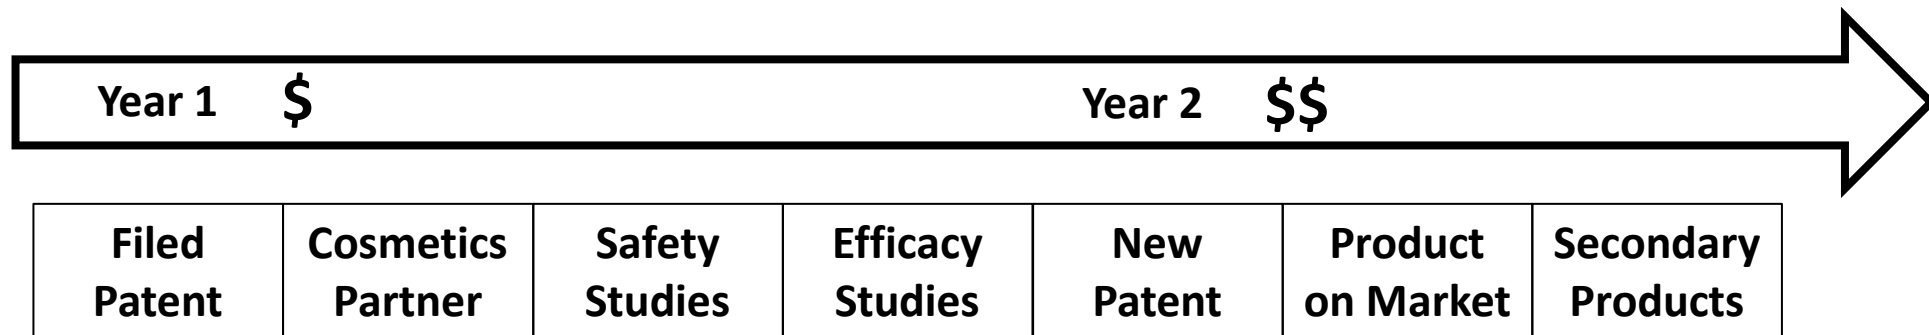 Year 1 $ Year 2 $$
Filed Cosmetics Safety Efficacy New Product Secondary
Patent Partner Studies Studies Patent on Market Products